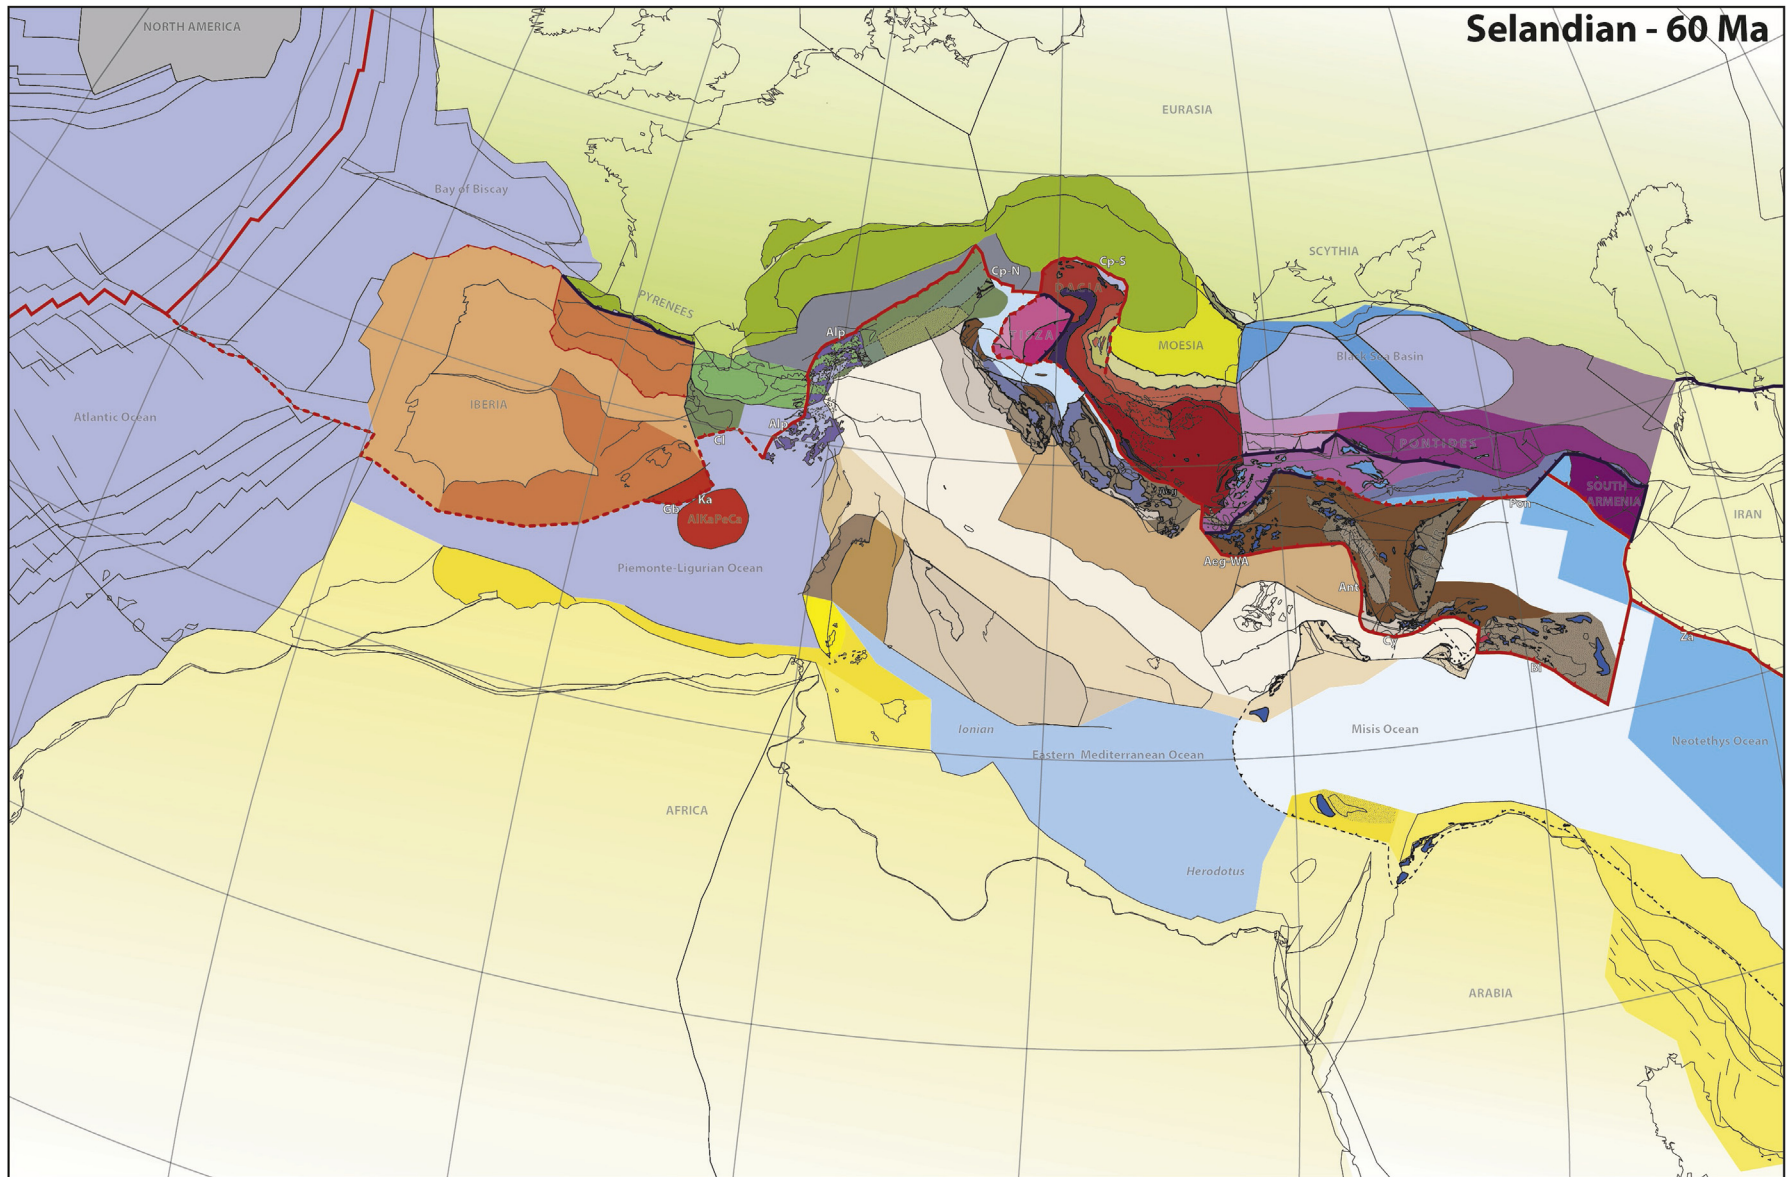 Selandian - 60 Ma
NORTH AMERICA
EURASIA
Bay of Biscay
SCYTHIA
Cp-S
Cp-N
DACIA
PYRENEES
Alp
TISZA
MOESIA
Black Sea Basin
IBERIA
Atlantic Ocean
Alp
Cl
PONTIDES
Ka
Gb
AlKaPeCa
SOUTH
ARMENIA
Pon
IRAN
Aeg-WA
Piemonte-Ligurian Ocean
Ant
Cy
Za
Bi
Ionian
Misis Ocean
Eastern Mediterranean Ocean
Neotethys Ocean
AFRICA
Herodotus
ARABIA